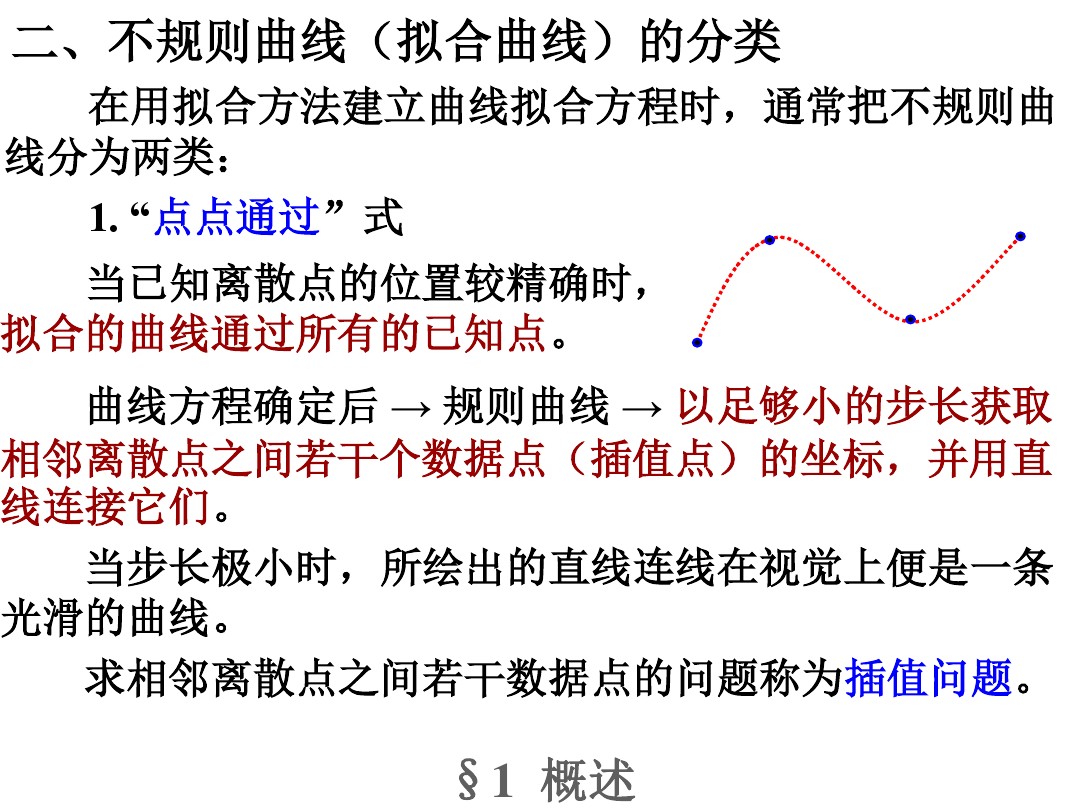 二、不规则曲线（拟合曲线）的分类
在用拟合方法建立曲线拟合方程时，通常把不规则曲
线分为两类：
1. “点点通过”式
当已知离散点的位置较精确时，
拟合的曲线通过所有的已知点。
曲线方程确定后 → 规则曲线 → 以足够小的步长获取
相邻离散点之间若干个数据点（插值点）的坐标，并用直
线连接它们。
当步长极小时，所绘出的直线连线在视觉上便是一条
光滑的曲线。
求相邻离散点之间若干数据点的问题称为插值问题。
§1 概述